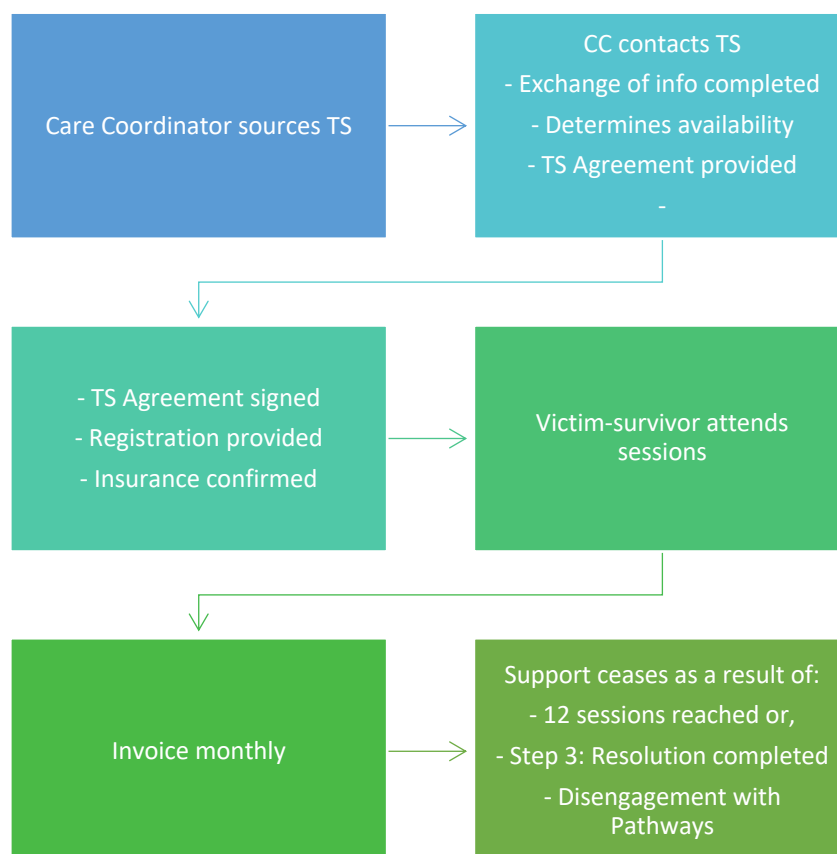 Care Coordinator sources TS
CC contacts TS
- Exchange of info completed
- Determines availability
- TS Agreement provided
-
- TS Agreement signed
- Registration provided
- Insurance confirmed
Victim-survivor attends
sessions
Invoice monthly
Support ceases as a result of:
- 12 sessions reached or,
- Step 3: Resolution completed
- Disengagement with
Pathways